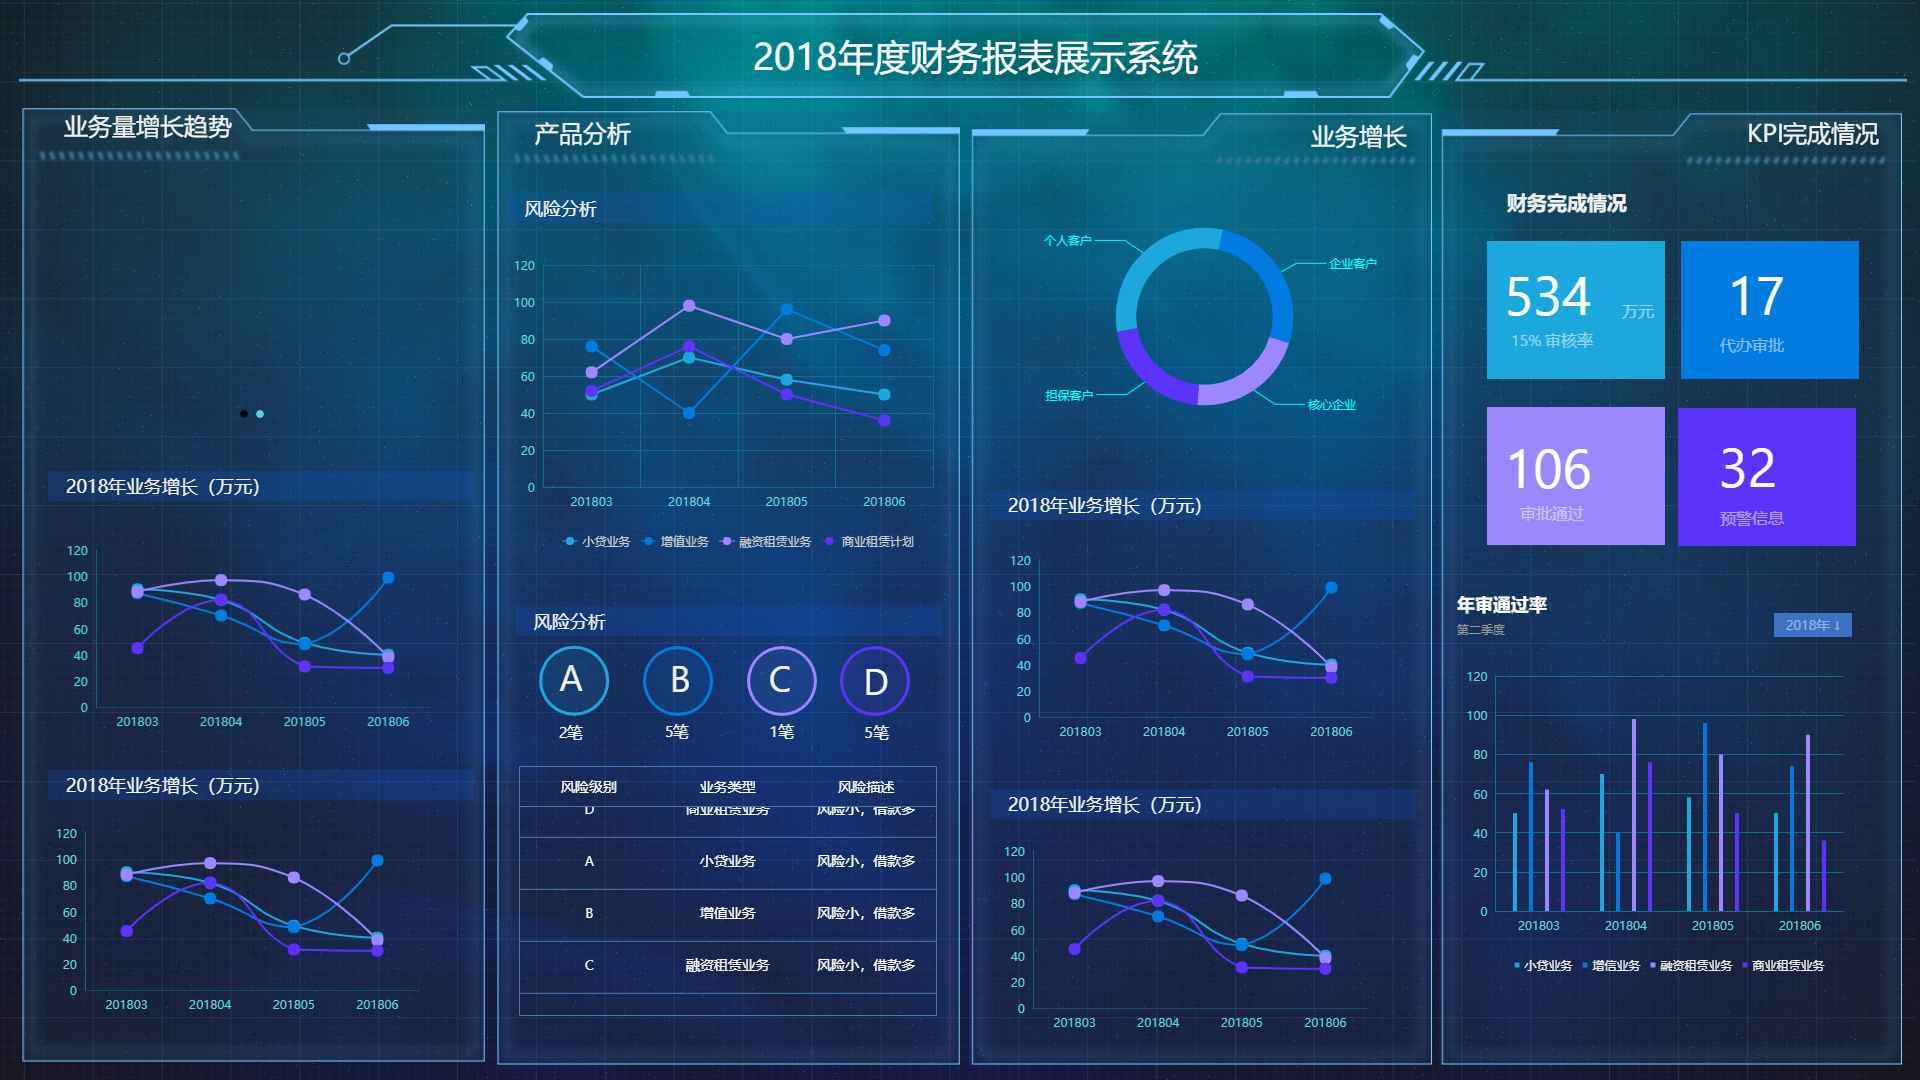 2018年度财务报表展示系统
业务量增长趋势
2018年业务增长（万元）
120
100
80
60
40
20
0
201803 201804 201805 201806
2018年业务增长（万元）
120
100
80
60
40
20
0
201803 201804 201805 201806
产品分析
风险分析
120
100
80
60
40
20
0
201803 201804 201805 201806
小贷业务 增值业务 融资租赁业务 商业租赁计划
风险分析
A B C D
2笔 5笔 1笔 5笔
风险级别 业务类型 风险描述
D 商业租赁业务 风险小，借款多
A 小贷业务 风险小，借款多
B 增值业务 风险小，借款多
C 融资租赁业务 风险小，借款多
业务增长
个人客户
企业客户
担保客户
核心企业
2018年业务增长（万元）
120
100
80
60
40
20
0
201803 201804 201805 201806
2018年业务增长（万元）
120
100
80
60
40
20
0
201803 201804 201805 201806
KPI完成情况
财务完成情况
534 万元
15% 审核率
17
代办审批
106
审批通过
32
预警信息
年审通过率
第二季度
2018年 ↓
120
100
80
60
40
20
0
201803 201804 201805 201806
小贷业务 增信业务 融资租赁业务 商业租赁业务